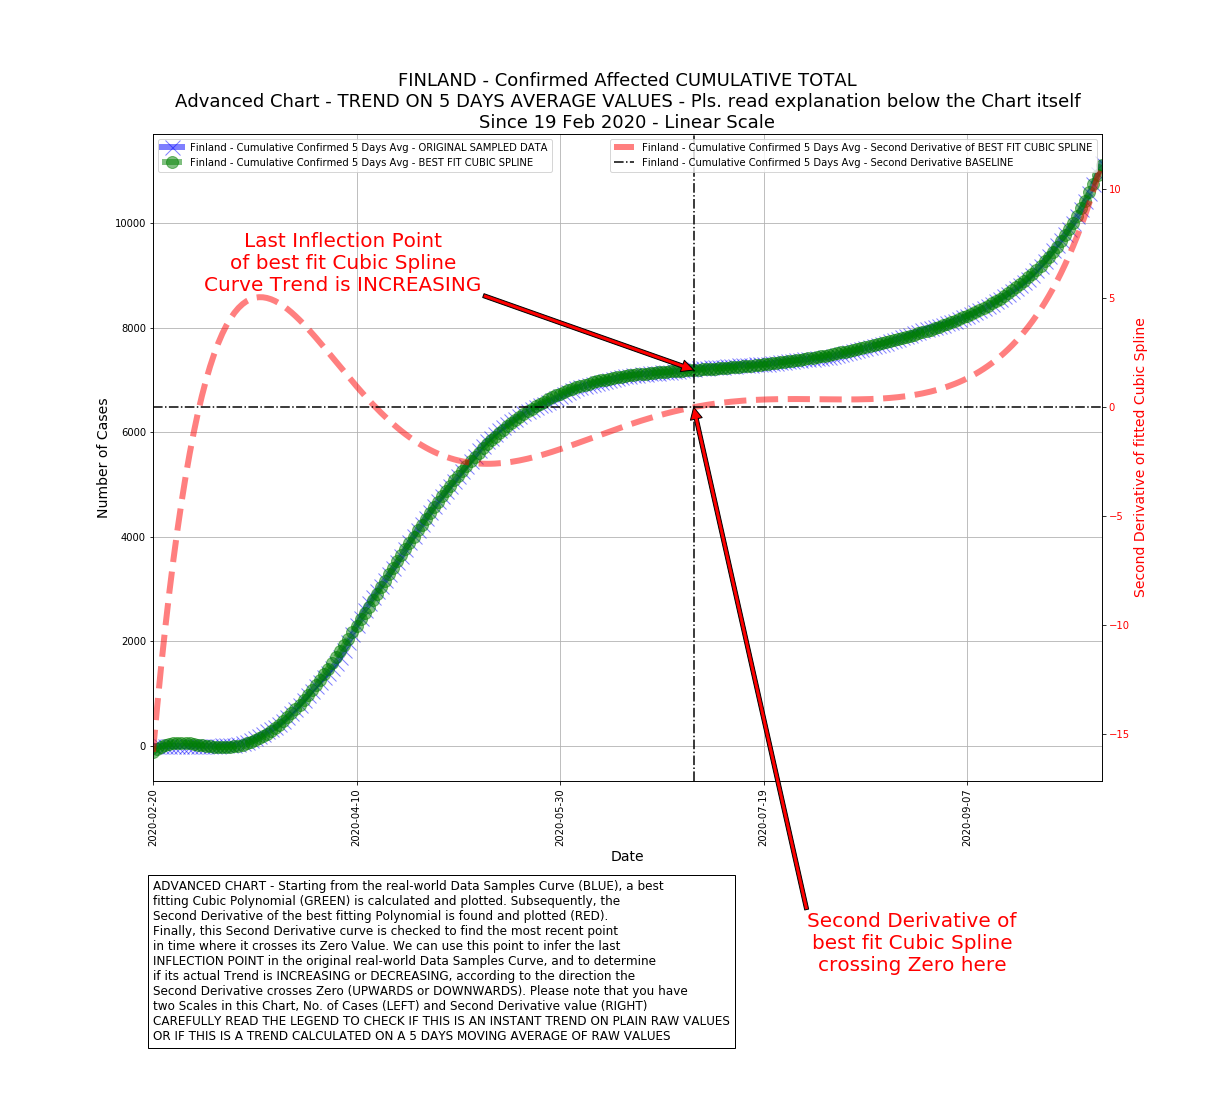 FINLAND - Confirmed Affected CUMULATIVE TOTAL
Advanced Chart - TREND ON 5 DAYS AVERAGE VALUES - Pls. read explanation below the Chart itself
Since 19 Feb 2020 - Linear Scale
Finland - Cumulative Confirmed 5 Days Avg - ORIGINAL SAMPLED DATA
Finland - Cumulative Confirmed 5 Days Avg - BEST FIT CUBIC SPLINE
Finland - Cumulative Confirmed 5 Days Avg - Second Derivative of BEST FIT CUBIC SPLINE
Finland - Cumulative Confirmed 5 Days Avg - Second Derivative BASELINE
Last Inflection Point
of best fit Cubic Spline
Curve Trend is INCREASING
Number of Cases
10000
8000
6000
4000
2000
0
10
5
0
−5
−10
−15
Second Derivative of fitted Cubic Spline
2020-02-20
2020-04-10
2020-05-30
2020-07-19
2020-09-07
Date
Second Derivative of
best fit Cubic Spline
crossing Zero here
ADVANCED CHART - Starting from the real-world Data Samples Curve (BLUE), a best
fitting Cubic Polynomial (GREEN) is calculated and plotted. Subsequently, the
Second Derivative of the best fitting Polynomial is found and plotted (RED).
Finally, this Second Derivative curve is checked to find the most recent point
in time where it crosses its Zero Value. We can use this point to infer the last
INFLECTION POINT in the original real-world Data Samples Curve, and to determine
if its actual Trend is INCREASING or DECREASING, according to the direction the
Second Derivative crosses Zero (UPWARDS or DOWNWARDS). Please note that you have
two Scales in this Chart, No. of Cases (LEFT) and Second Derivative value (RIGHT)
CAREFULLY READ THE LEGEND TO CHECK IF THIS IS AN INSTANT TREND ON PLAIN RAW VALUES
OR IF THIS IS A TREND CALCULATED ON A 5 DAYS MOVING AVERAGE OF RAW VALUES